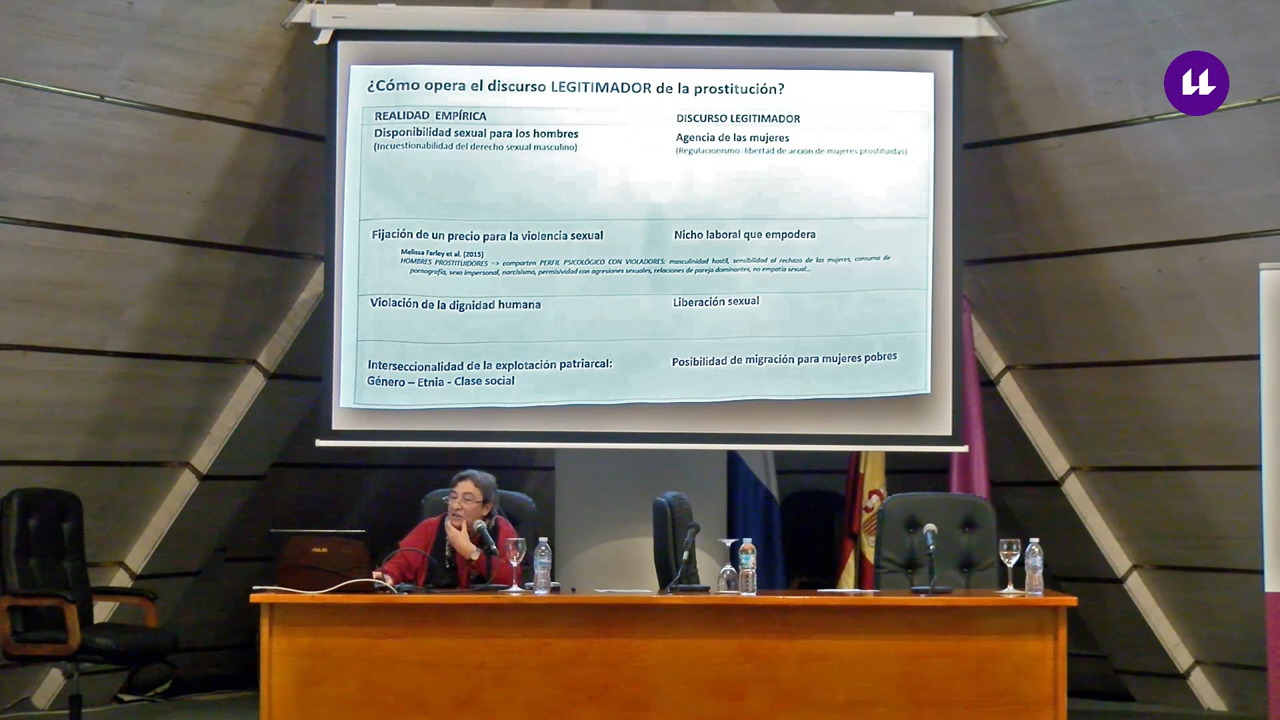 ¿Cómo opera el discurso LEGITIMADOR de la prostitución?
REALIDAD EMPÍRICA
DISCURSO LEGITIMADOR
Disponibilidad sexual para los hombres
(Incuestionabilidad del derecho sexual masculino)
Agencia de las mujeres
(Regulacionismo: libertad de acción de mujeres prostituidas)
Fijación de un precio para la violencia sexual
Nicho laboral que empodera
Melissa Farley et al. (2015)
HOMBRES PROSTITUIDORES –> comparten PERFIL PSICOLÓGICO CON VIOLADORES: masculinidad hostil, sensibilidad al rechazo de las mujeres, consumo de
pornografía, sexo impersonal, narcisismo, permisividad con agresiones sexuales, relaciones de pareja dominantes, no empatía sexual...
Violación de la dignidad humana
Liberación sexual
Interseccionalidad de la explotación patriarcal:
Género – Etnia - Clase social
Posibilidad de migración para mujeres pobres
ASUS